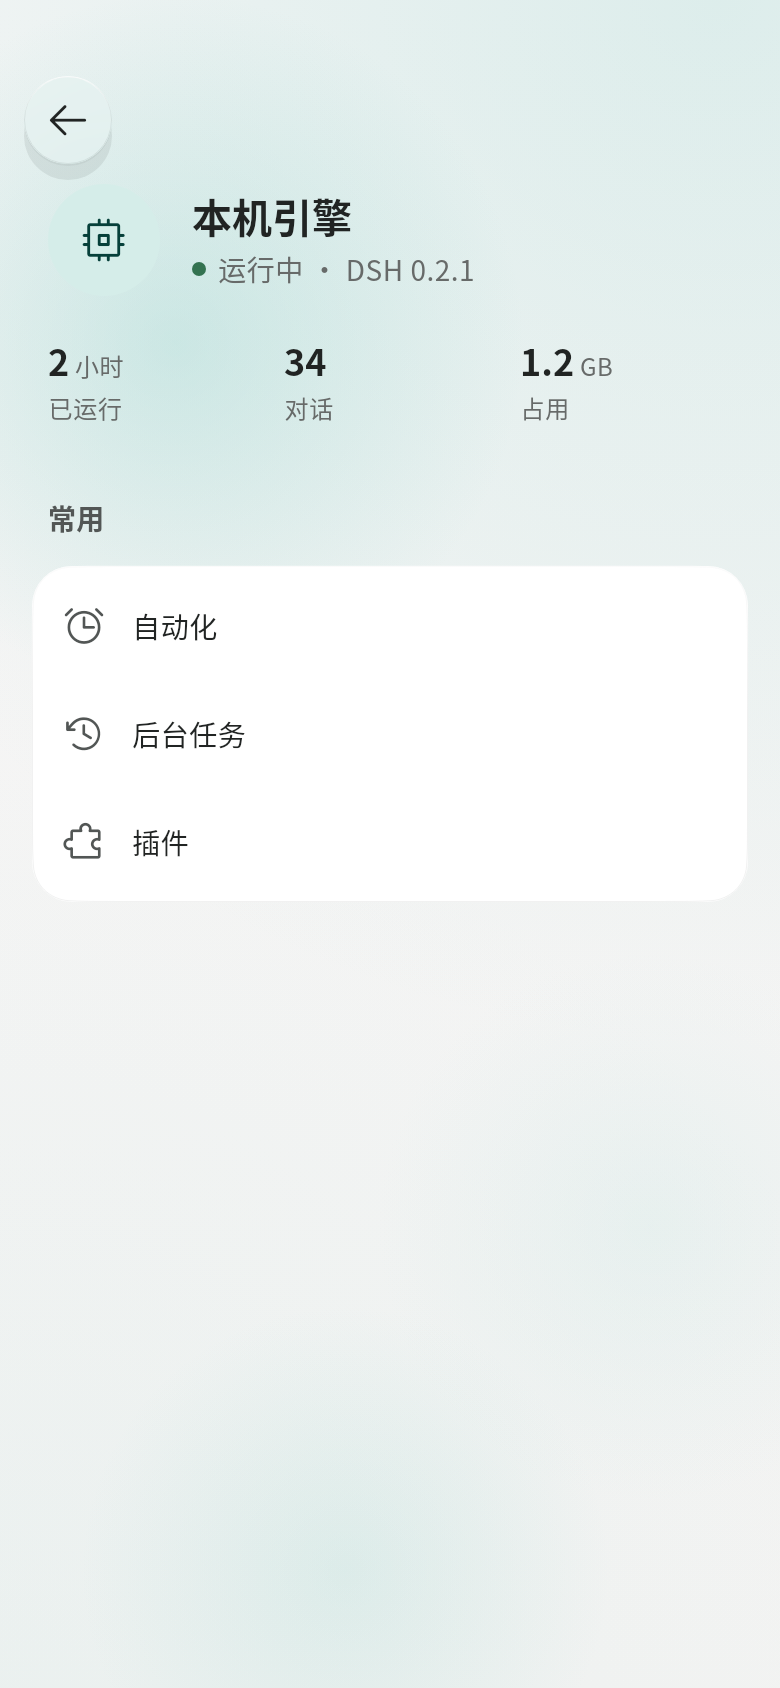 本机引擎
运行中 · DSH 0.2.1
2 小时
已运行
34
对话
1.2 GB
占用
常用
自动化
后台任务
插件